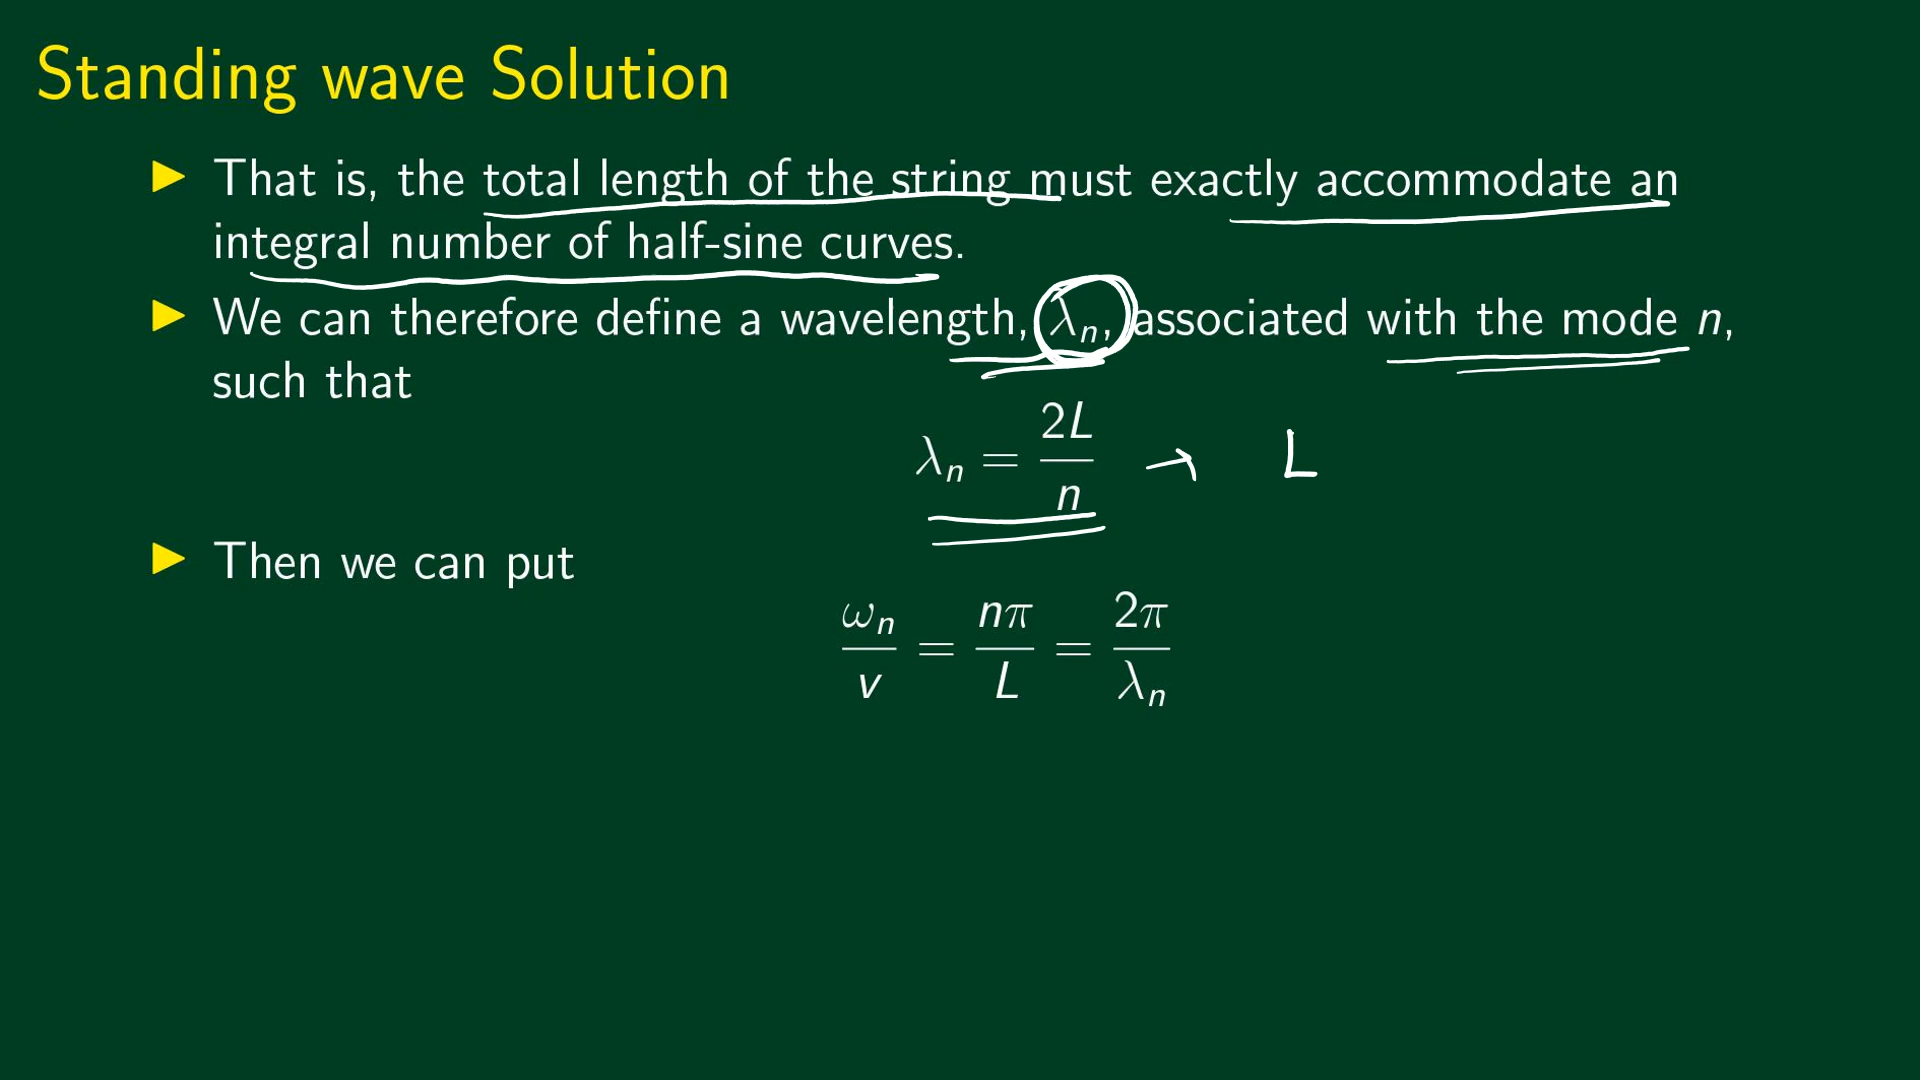 Standing wave Solution
▶ That is, the total length of the string must exactly accommodate an
integral number of half-sine curves.
▶ We can therefore define a wavelength, λₙ, associated with the mode n,
such that
λₙ = 2L/n → L
▶ Then we can put
ωₙ/v = nπ/L = 2π/λₙ